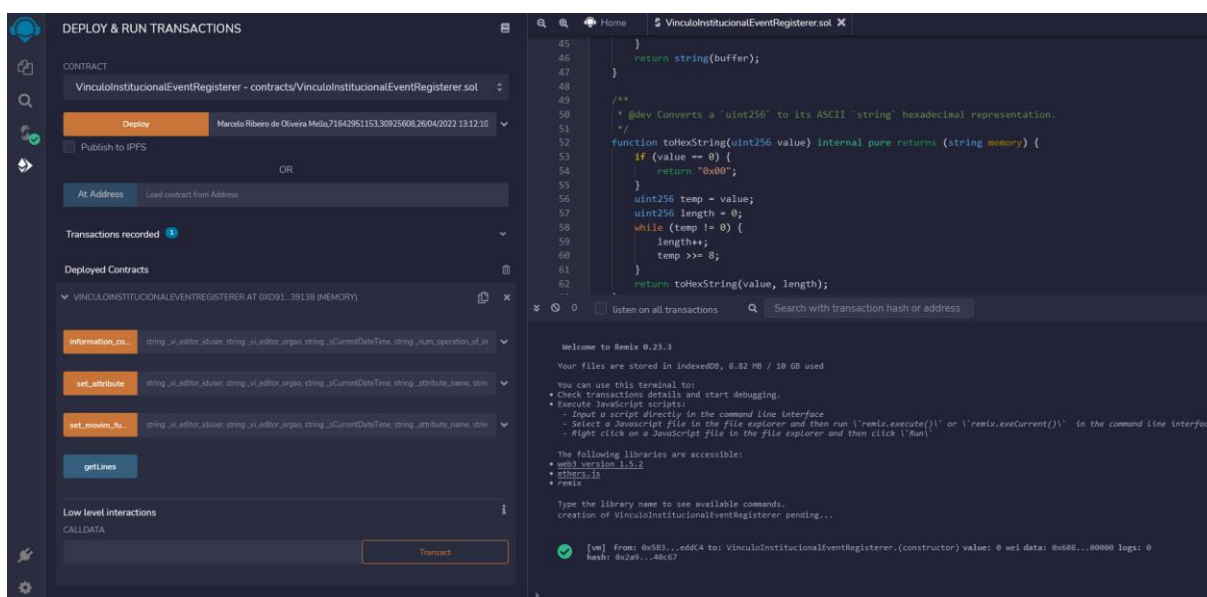 DEPLOY & RUN TRANSACTIONS
CONTRACT
VinculoInstitucionalEventRegisterer - contracts/VinculoInstitucionalEventRegisterer.sol
Deploy
Marcelo Ribeiro de Oliveira Mello,71642951153,30925608,26/04/2022 13:12:10
Publish to IPFS
OR
At Address
Load contract from Address
Transactions recorded 1
Deployed Contracts
VINCULOINSTITUCIONALEVENTREGISTERER AT 0XD91...39138 (MEMORY)
information_co...
string _vi_editor_iduser, string _vi_editor_orgao, string _sCurrentDateTime, string _num_operation_of_in
set_attribute
string _vi_editor_iduser, string _vi_editor_orgao, string _sCurrentDateTime, string _attribute_name, strin
set_movim_fu...
string _vi_editor_iduser, string _vi_editor_orgao, string _sCurrentDateTime, string _attribute_name, strin
getLines
Low level interactions
CALLDATA
Transact
Home
VinculoInstitucionalEventRegisterer.sol
45 }
46 return string(buffer);
47 }
48
49 /**
50 * @dev Converts a `uint256` to its ASCII `string` hexadecimal representation.
51 */
52 function toHexString(uint256 value) internal pure returns (string memory) {
53 if (value == 0) {
54 return "0x00";
55 }
56 uint256 temp = value;
57 uint256 length = 0;
58 while (temp != 0) {
59 length++;
60 temp >>= 8;
61 }
62 return toHexString(value, length);
0
listen on all transactions
Search with transaction hash or address
Welcome to Remix 0.23.3
Your files are stored in indexedDB, 8.82 MB / 10 GB used
You can use this terminal to:
• Check transactions details and start debugging.
• Execute JavaScript scripts:
- Input a script directly in the command line interface
- Select a Javascript file in the file explorer and then run \`remix.execute()\` or \`remix.exeCurrent()\` in the command line interfac
- Right click on a JavaScript file in the file explorer and then click \`Run\`
The following libraries are accessible:
• web3 version 1.5.2
• ethers.js
• remix
Type the library name to see available commands.
creation of VinculoInstitucionalEventRegisterer pending...
[vm] from: 0x5B3...eddC4 to: VinculoInstitucionalEventRegisterer.(constructor) value: 0 wei data: 0x608...00000 logs: 0
hash: 0x2a9...40c67